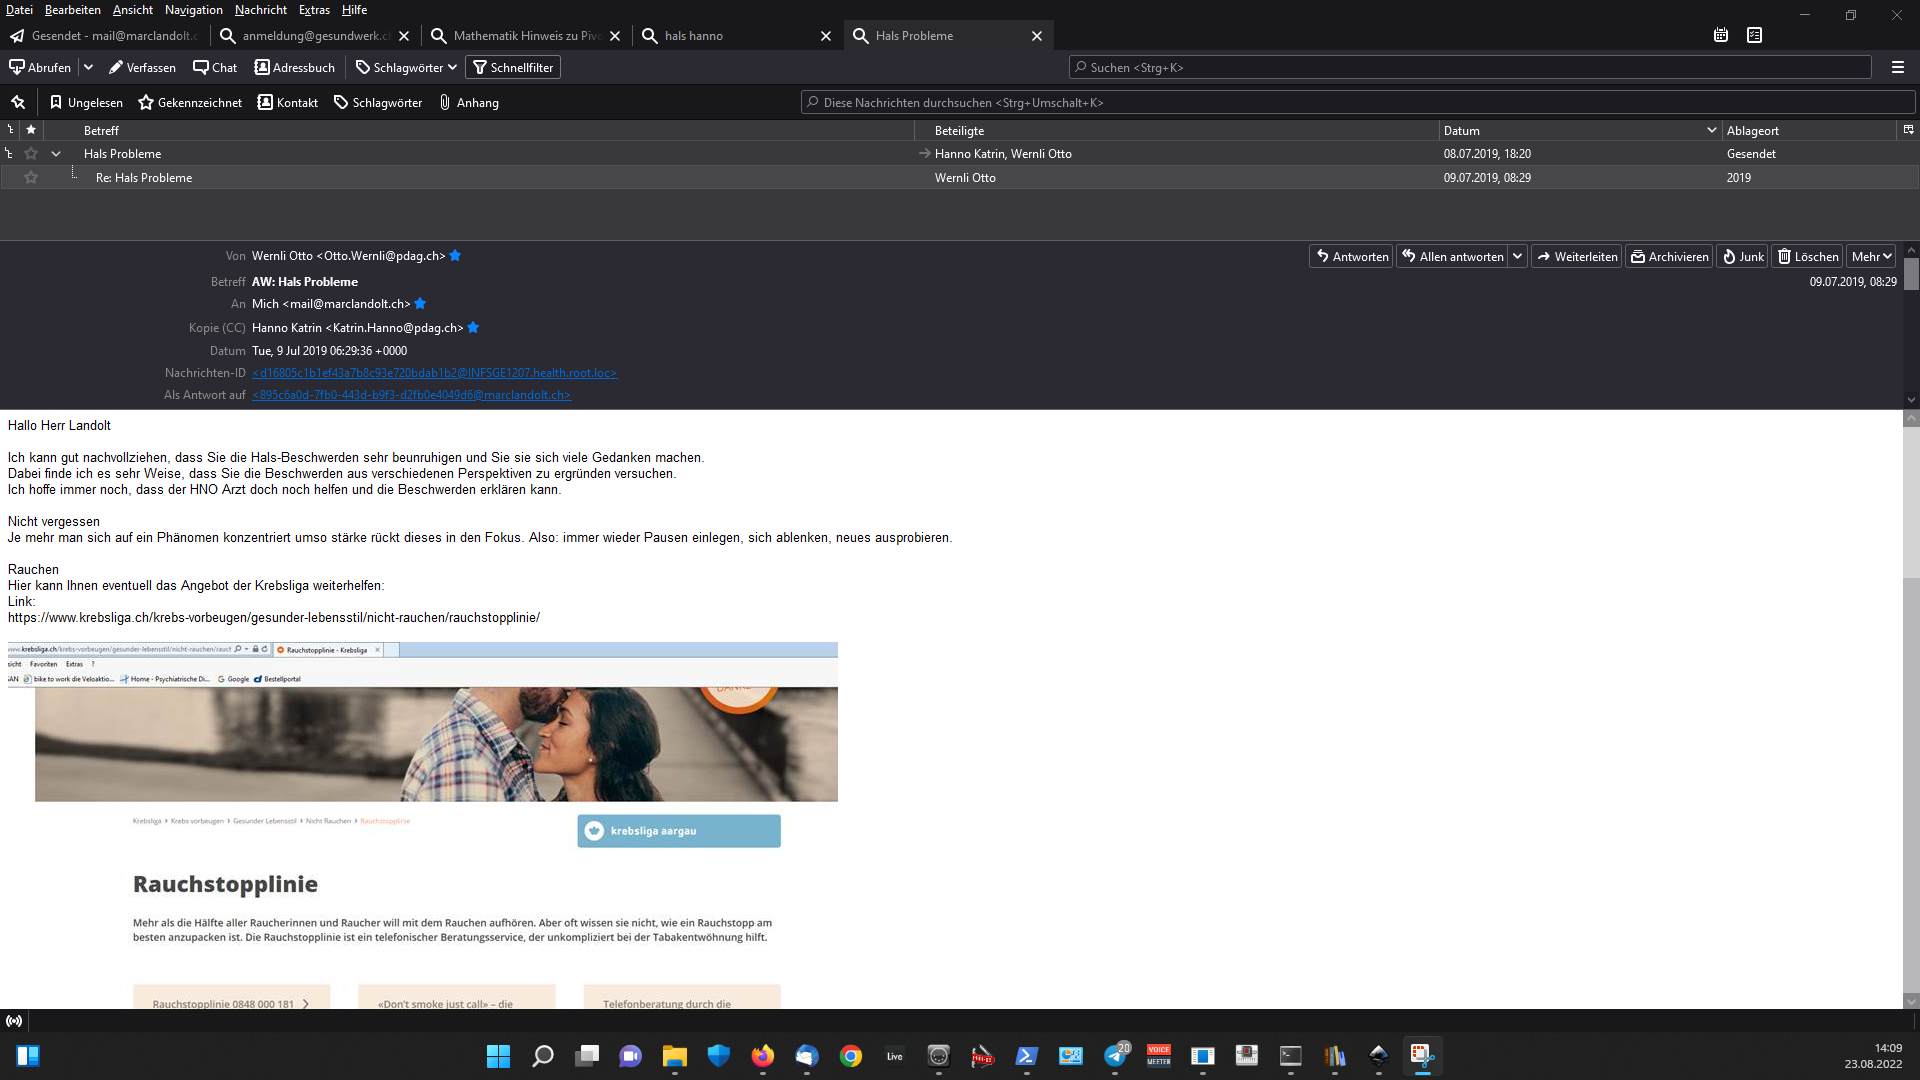 Datei Bearbeiten Ansicht Navigation Nachricht Extras Hilfe
Gesendet - mail@marclandolt.c
anmeldung@gesundwerk.c
Mathematik Hinweis zu Pivo
hals hanno
Hals Probleme
Abrufen Verfassen Chat Adressbuch Schlagwörter Schnellfilter
Suchen <Strg+K>
Ungelesen Gekennzeichnet Kontakt Schlagwörter Anhang
Diese Nachrichten durchsuchen <Strg+Umschalt+K>
Betreff Beteiligte Datum Ablageort
Hals Probleme Hanno Katrin, Wernli Otto 08.07.2019, 18:20 Gesendet
Re: Hals Probleme Wernli Otto 09.07.2019, 08:29 2019
Von Wernli Otto <Otto.Wernli@pdag.ch>
Antworten Allen antworten Weiterleiten Archivieren Junk Löschen Mehr
Betreff AW: Hals Probleme 09.07.2019, 08:29
An Mich <mail@marclandolt.ch>
Kopie (CC) Hanno Katrin <Katrin.Hanno@pdag.ch>
Datum Tue, 9 Jul 2019 06:29:36 +0000
Nachrichten-ID <d16805c1b1ef43a7b8c93e720bdab1b2@INFSGE1207.health.root.loc>
Als Antwort auf <895c6a0d-7fb0-443d-b9f3-d2fb0e4049d6@marclandolt.ch>
Hallo Herr Landolt
Ich kann gut nachvollziehen, dass Sie die Hals-Beschwerden sehr beunruhigen und Sie sie sich viele Gedanken machen.
Dabei finde ich es sehr Weise, dass Sie die Beschwerden aus verschiedenen Perspektiven zu ergründen versuchen.
Ich hoffe immer noch, dass der HNO Arzt doch noch helfen und die Beschwerden erklären kann.
Nicht vergessen
Je mehr man sich auf ein Phänomen konzentriert umso stärke rückt dieses in den Fokus. Also: immer wieder Pausen einlegen, sich ablenken, neues ausprobieren.
Rauchen
Hier kann Ihnen eventuell das Angebot der Krebsliga weiterhelfen:
Link:
https://www.krebsliga.ch/krebs-vorbeugen/gesunder-lebensstil/nicht-rauchen/rauchstopplinie/
www.krebsliga.ch/krebs-vorbeugen/gesunder-lebensstil/nicht-rauchen/rauch
Rauchstopplinie - Krebsliga
sicht Favoriten Extras ?
SAN bike to work die Veloaktio... Home - Psychiatrische Di... Google Bestellportal
Krebsliga > Krebs vorbeugen > Gesunder Lebensstil > Nicht Rauchen > Rauchstopplinie
krebsliga aargau
Rauchstopplinie
Mehr als die Hälfte aller Raucherinnen und Raucher will mit dem Rauchen aufhören. Aber oft wissen sie nicht, wie ein Rauchstopp am
besten anzupacken ist. Die Rauchstopplinie ist ein telefonischer Beratungsservice, der unkompliziert bei der Tabakentwöhnung hilft.
Rauchstopplinie 0848 000 181
«Don't smoke just call» – die
Telefonberatung durch die
Live
20
VOICE
MEETER
14:09
23.08.2022